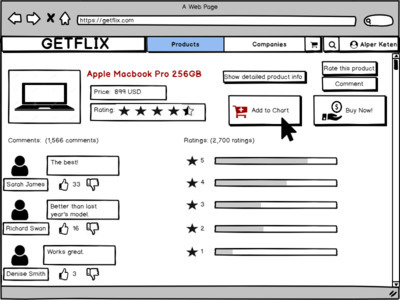 A Web Page
https://getflix.com
GETFLIX
Products
Companies
Alper Keten
Apple Macbook Pro 256GB
Price: 899 USD
Rating:
Show detailed product info
Rate this product
Comment
Add to Chart
$
Buy Now!
Comments: (1,566 comments)
Ratings: (2,700 ratings)
The best!
Sarah James
33
Better than last
year's model.
Richard Swan
16
2
Works great.
Denise Smith
3
5
4
3
2
1